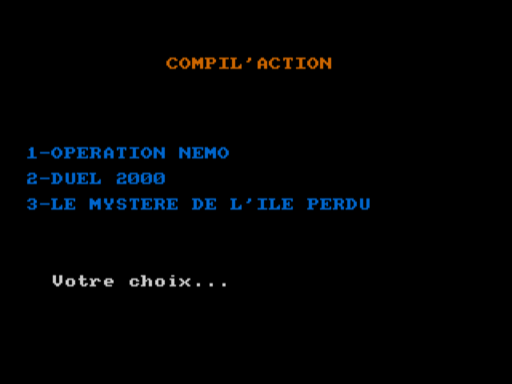 COMPIL'ACTION
1-OPERATION NEMO
2-DUEL 2000
3-LE MYSTERE DE L'ILE PERDU
Votre choix...